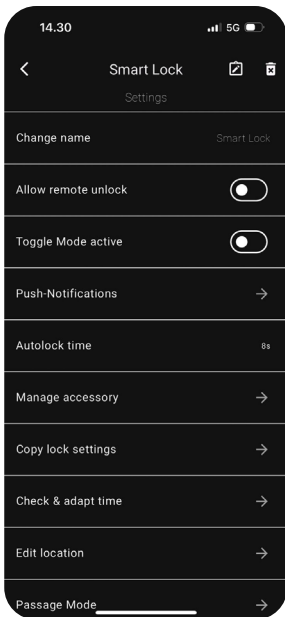 14.30
5G
Smart Lock
Settings
Change name Smart Lock
Allow remote unlock
Toggle Mode active
Push-Notifications
Autolock time 8s
Manage accessory
Copy lock settings
Check & adapt time
Edit location
Passage Mode